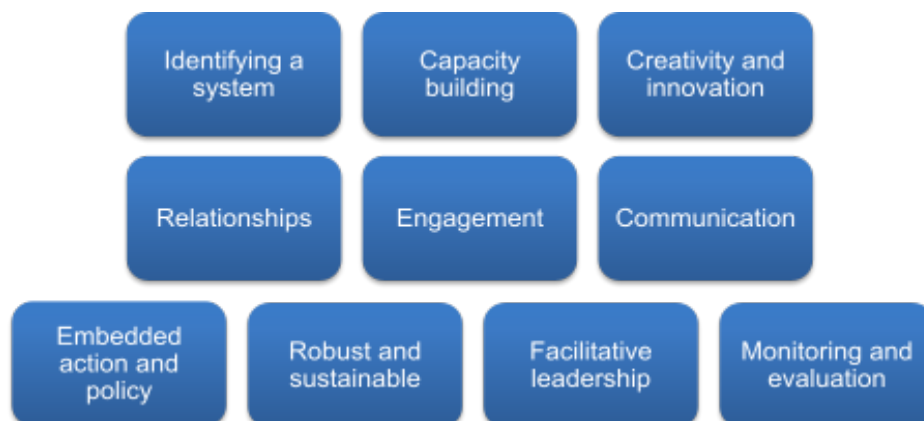 Identifying a
system
Capacity
building
Creativity and
innovation
Relationships
Engagement
Communication
Embedded
action and
policy
Robust and
sustainable
Facilitative
leadership
Monitoring and
evaluation